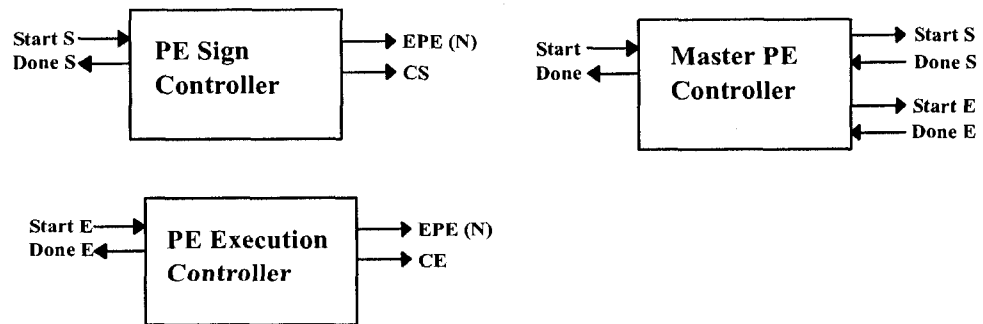 Start S
Done S
PE Sign
Controller
EPE (N)
CS
Start
Done
Master PE
Controller
Start S
Done S
Start E
Done E
Start E
Done E
PE Execution
Controller
EPE (N)
CE